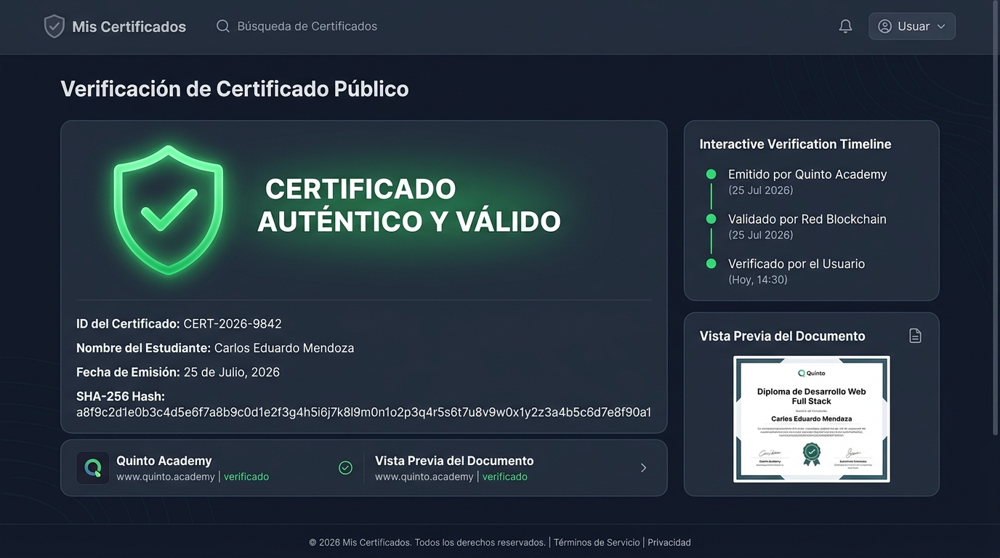 Mis Certificados
Búsqueda de Certificados
Usuar
Verificación de Certificado Público
CERTIFICADO
AUTÉNTICO Y VÁLIDO
ID del Certificado: CERT-2026-9842
Nombre del Estudiante: Carlos Eduardo Mendoza
Fecha de Emisión: 25 de Julio, 2026
SHA-256 Hash:
a8f9c2d1e0b3c4d5e6f7a8b9c0d1e2f3g4h5i6j7k8l9m0n1o2p3q4r5s6t7u8v9w0x1y2z3a4b5c6d7e8f90a1
Quinto Academy
www.quinto.academy | verificado
Vista Previa del Documento
www.quinto.academy | verificado
Interactive Verification Timeline
Emitido por Quinto Academy
(25 Jul 2026)
Validado por Red Blockchain
(25 Jul 2026)
Verificado por el Usuario
(Hoy, 14:30)
Vista Previa del Documento
Quinto
Diploma de Desarrollo Web
Full Stack
Carles Eduardo Mendaza
© 2026 Mis Certificados. Todos los derechos reservados. | Términos de Servicio | Privacidad